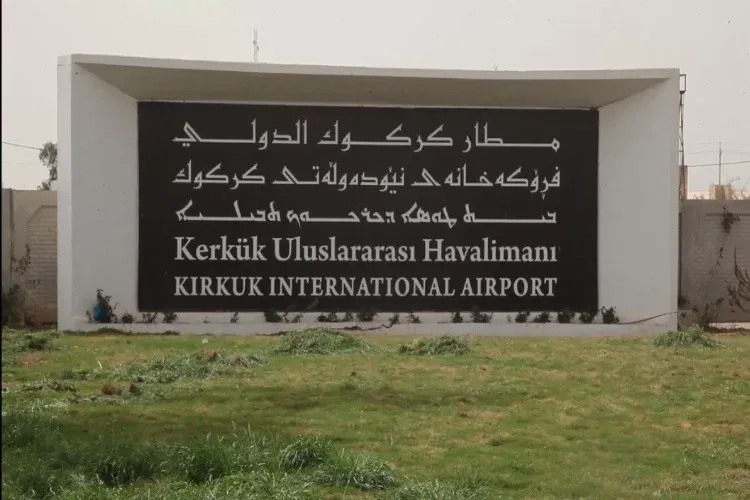 مطار كركوك الدولي
فڕۆکەخانەی نێودەوڵەتی کرکوک
Kerkük Uluslararası Havalimanı
KIRKUK INTERNATIONAL AIRPORT